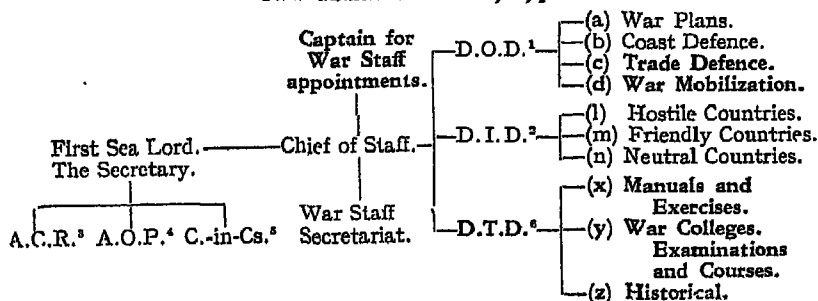 Captain for
War Staff
appointments.
First Sea Lord.
The Secretary.
A.C.R.³ A.O.P.⁴ C.-in-Cs.⁵
Chief of Staff.
War Staff
Secretariat.
D.O.D.¹
(a) War Plans.
(b) Coast Defence.
(c) Trade Defence.
(d) War Mobilization.
D.I.D.²
(l) Hostile Countries.
(m) Friendly Countries.
(n) Neutral Countries.
D.T.D.⁶
(x) Manuals and
Exercises.
(y) War Colleges.
Examinations
and Courses.
(z) Historical.